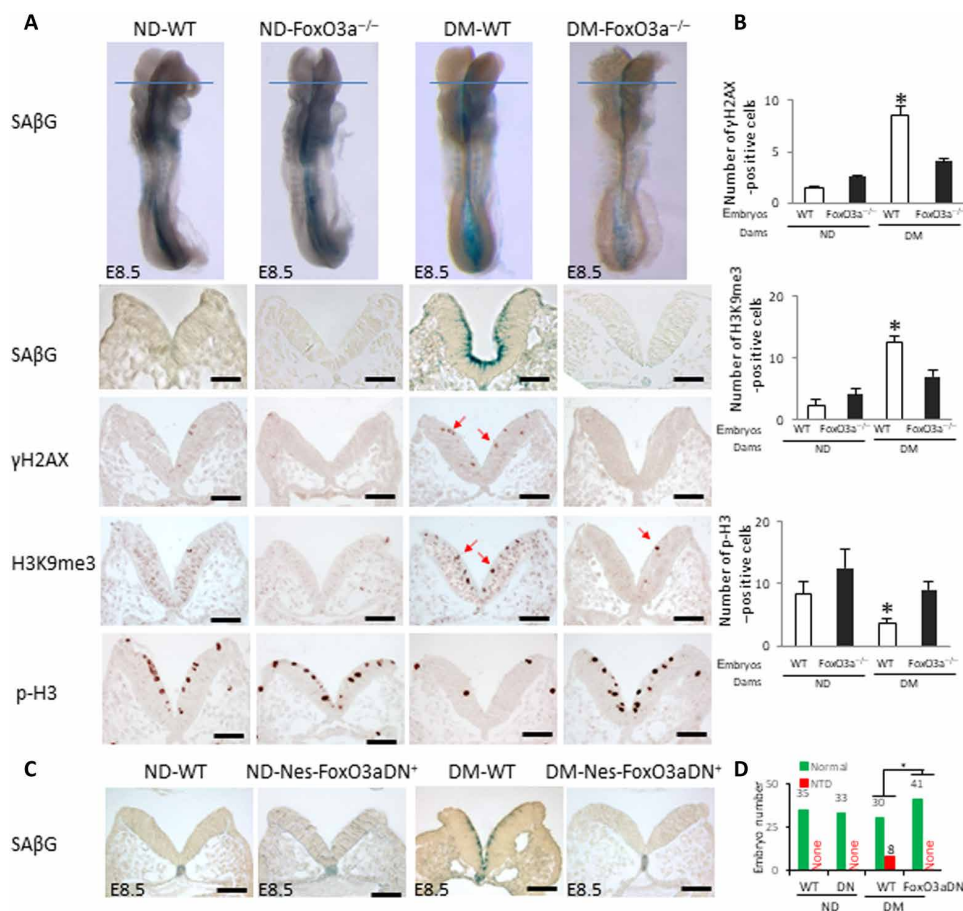 A
ND-WT ND-FoxO3a−/− DM-WT DM-FoxO3a−/−
SAβG
E8.5 E8.5 E8.5 E8.5
SAβG
γH2AX
H3K9me3
p-H3
B
Number of γH2AX
-positive cells
10
5
0
*
Embryos WT FoxO3a−/− WT FoxO3a−/−
Dams ND DM
Number of H3K9me3
-positive cells
20
10
0
*
Embryos WT FoxO3a−/− WT FoxO3a−/−
Dams ND DM
Number of p-H3
-positive cells
20
10
0
*
Embryos WT FoxO3a−/− WT FoxO3a−/−
Dams ND DM
C
ND-WT ND-Nes-FoxO3aDN+ DM-WT DM-Nes-FoxO3aDN+
SAβG
E8.5 E8.5 E8.5 E8.5
D
Normal
NTD
*
Embryo number
50
25
0
35 None 33 None 30 8 41 None
WT DN WT FoxO3aDN
ND DM